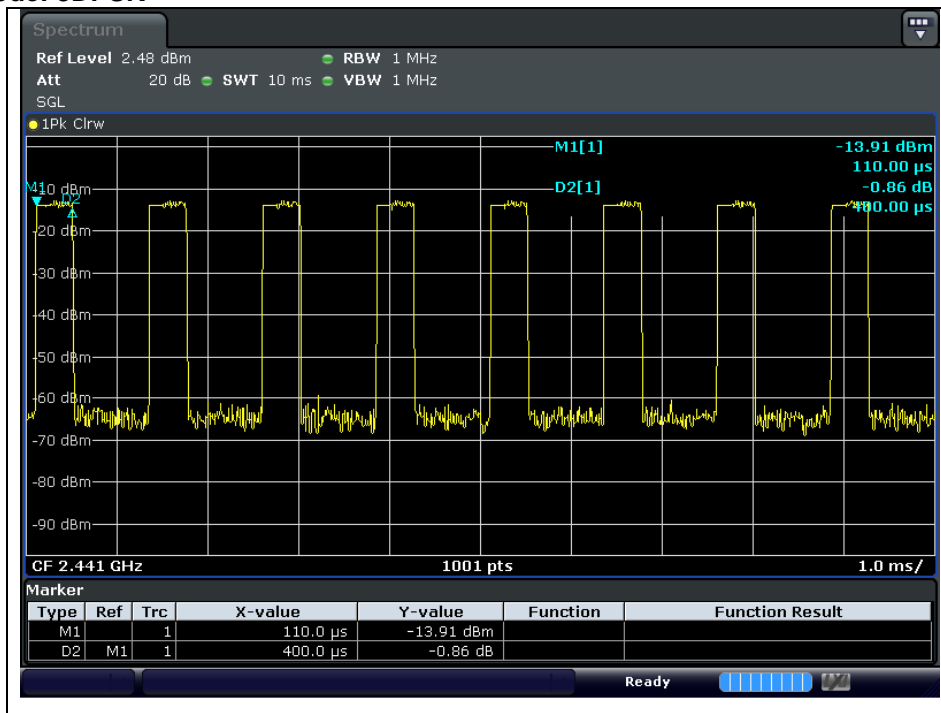 Spectrum
Ref Level 2.48 dBm RBW 1 MHz
Att 20 dB SWT 10 ms VBW 1 MHz
SGL
1Pk Clrw
M1[1] -13.91 dBm
110.00 µs
D2[1] -0.86 dB
400.00 µs
M1
D2
-10 dBm
-20 dBm
-30 dBm
-40 dBm
-50 dBm
-60 dBm
-70 dBm
-80 dBm
-90 dBm
CF 2.441 GHz 1001 pts 1.0 ms/
Marker
Type Ref Trc X-value Y-value Function Function Result
M1 1 110.0 µs -13.91 dBm
D2 M1 1 400.0 µs -0.86 dB
Ready